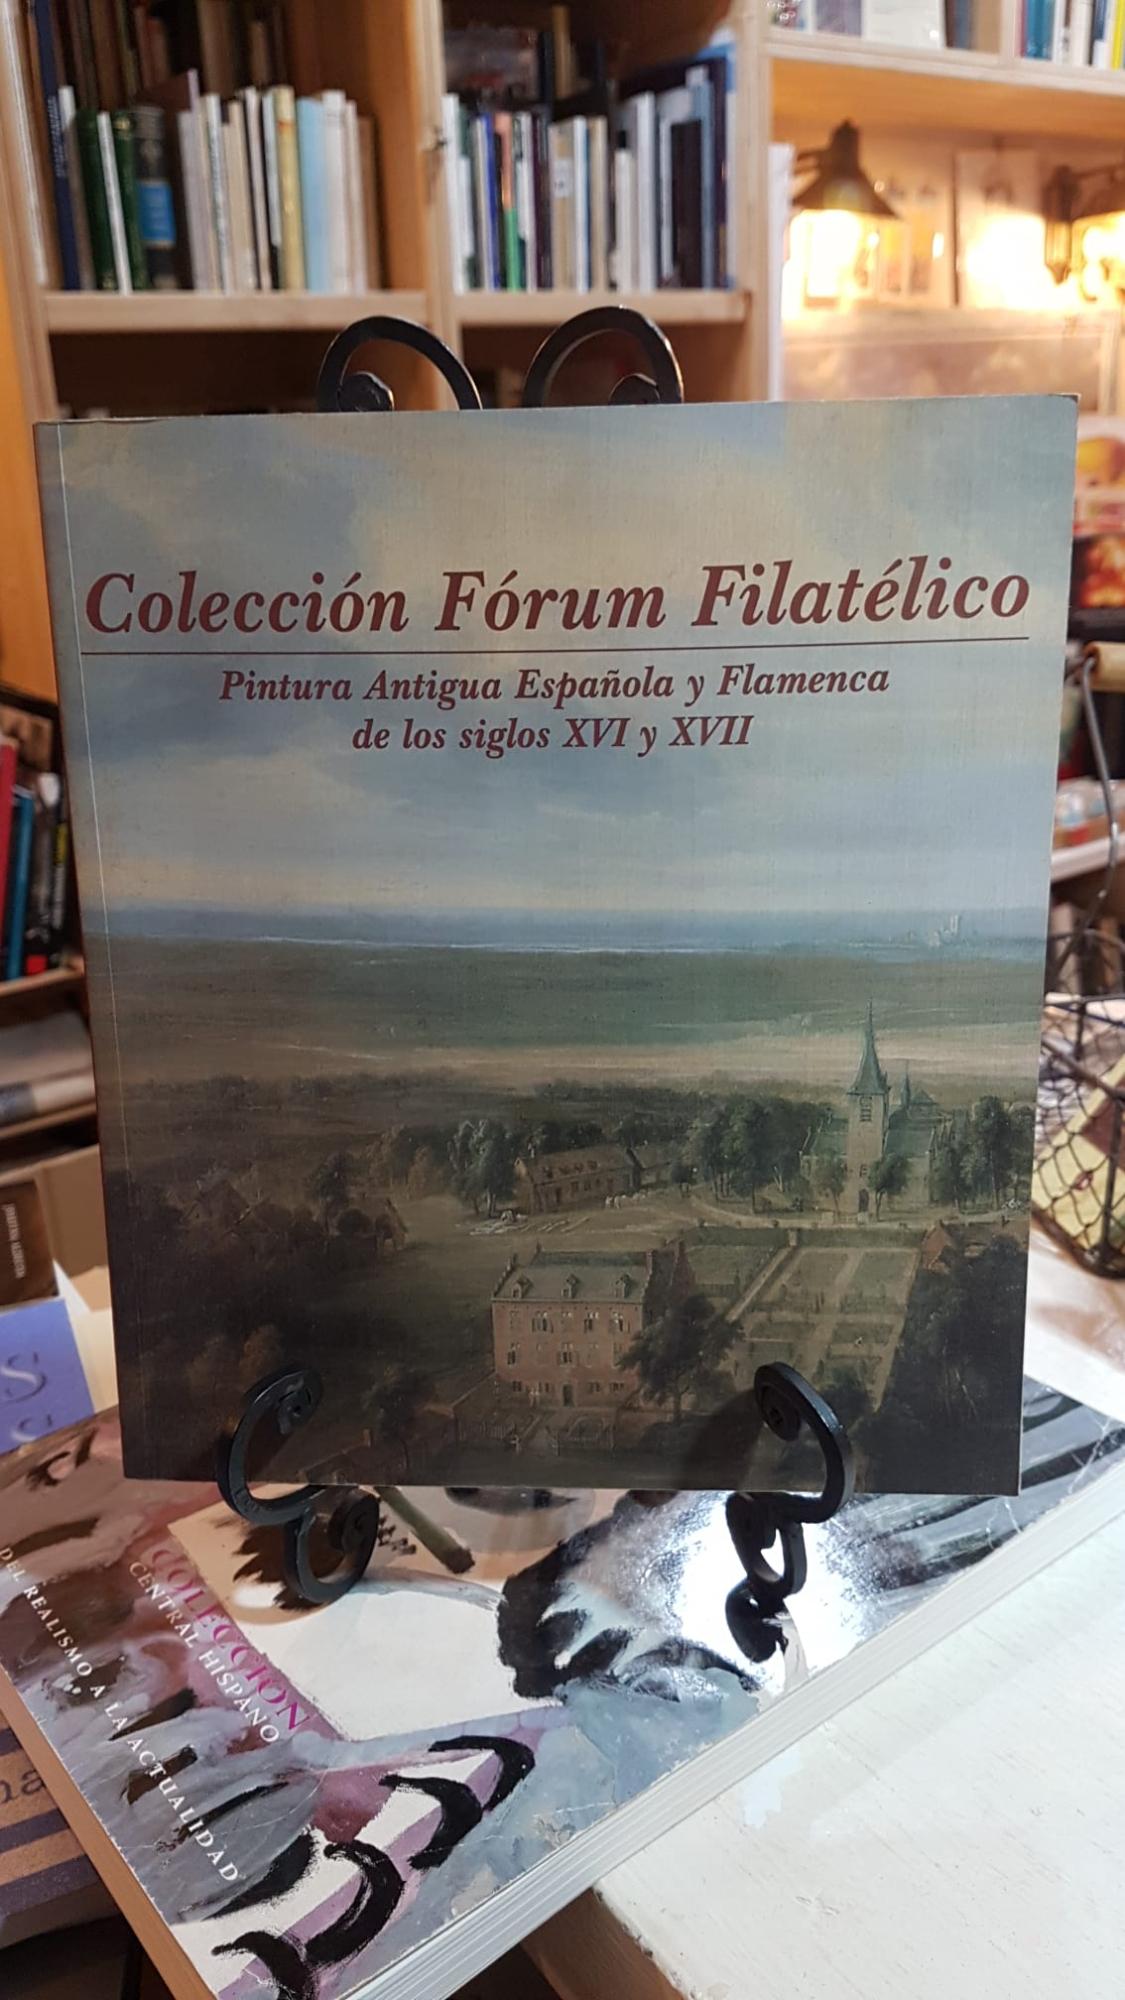 Colección Fórum Filatélico
Pintura Antigua Española y Flamenca
de los siglos XVI y XVII
COLECCIÓN
CENTRAL HISPANO
DEL REALISMO A LA ACTUALIDAD